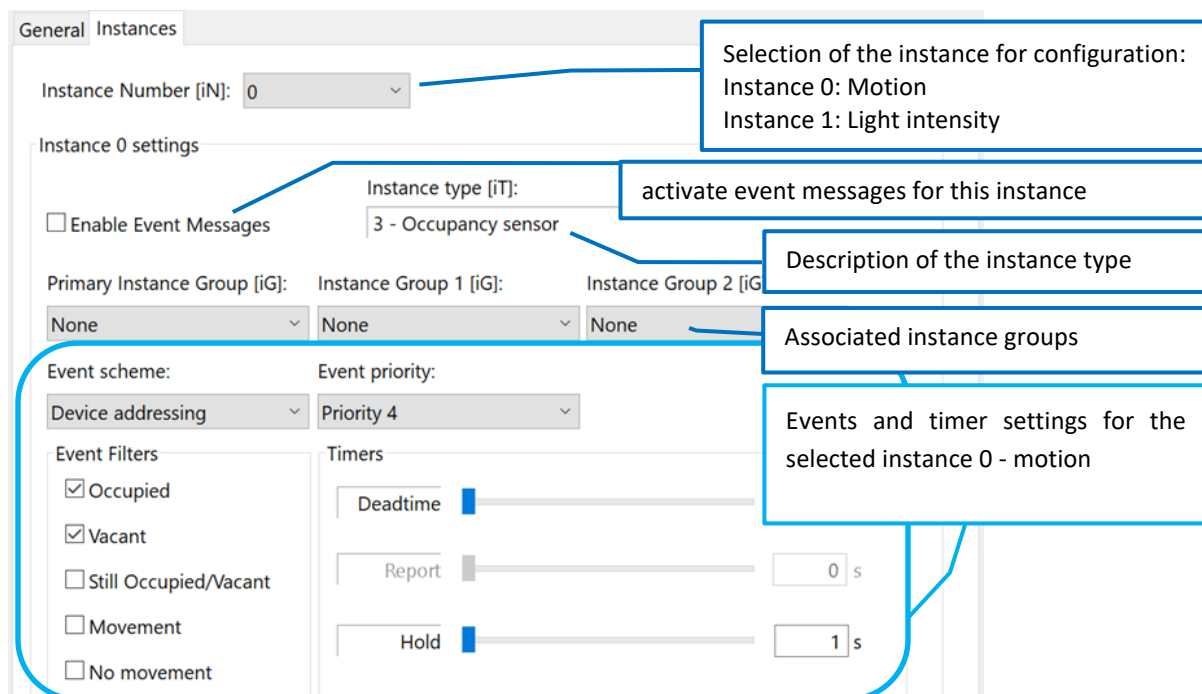 General Instances
Selection of the instance for configuration:
Instance 0: Motion
Instance 1: Light intensity
Instance Number [iN]: 0
Instance 0 settings
Instance type [iT]:
activate event messages for this instance
Enable Event Messages
3 - Occupancy sensor
Description of the instance type
Primary Instance Group [iG]: Instance Group 1 [iG]: Instance Group 2 [iG
None None None
Associated instance groups
Event scheme: Event priority:
Device addressing Priority 4
Events and timer settings for the
selected instance 0 - motion
Event Filters Timers
Occupied
Deadtime
Vacant
Still Occupied/Vacant
Report 0 s
Movement
Hold 1 s
No movement